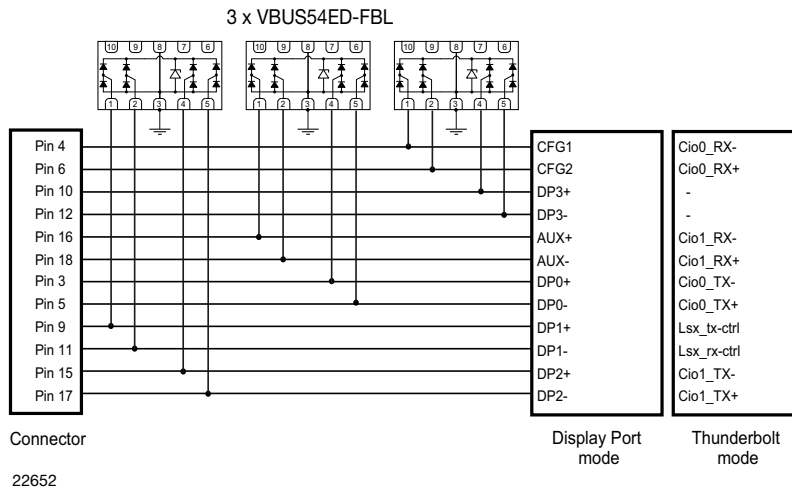 3 x VBUS54ED-FBL
10 9 8 7 6 10 9 8 7 6 10 9 8 7 6
1 2 3 4 5 1 2 3 4 5 1 2 3 4 5
Pin 4 CFG1 Cio0_RX-
Pin 6 CFG2 Cio0_RX+
Pin 10 DP3+ -
Pin 12 DP3- -
Pin 16 AUX+ Cio1_RX-
Pin 18 AUX- Cio1_RX+
Pin 3 DP0+ Cio0_TX-
Pin 5 DP0- Cio0_TX+
Pin 9 DP1+ Lsx_tx-ctrl
Pin 11 DP1- Lsx_rx-ctrl
Pin 15 DP2+ Cio1_TX-
Pin 17 DP2- Cio1_TX+
Connector
Display Port
mode
Thunderbolt
mode
22652